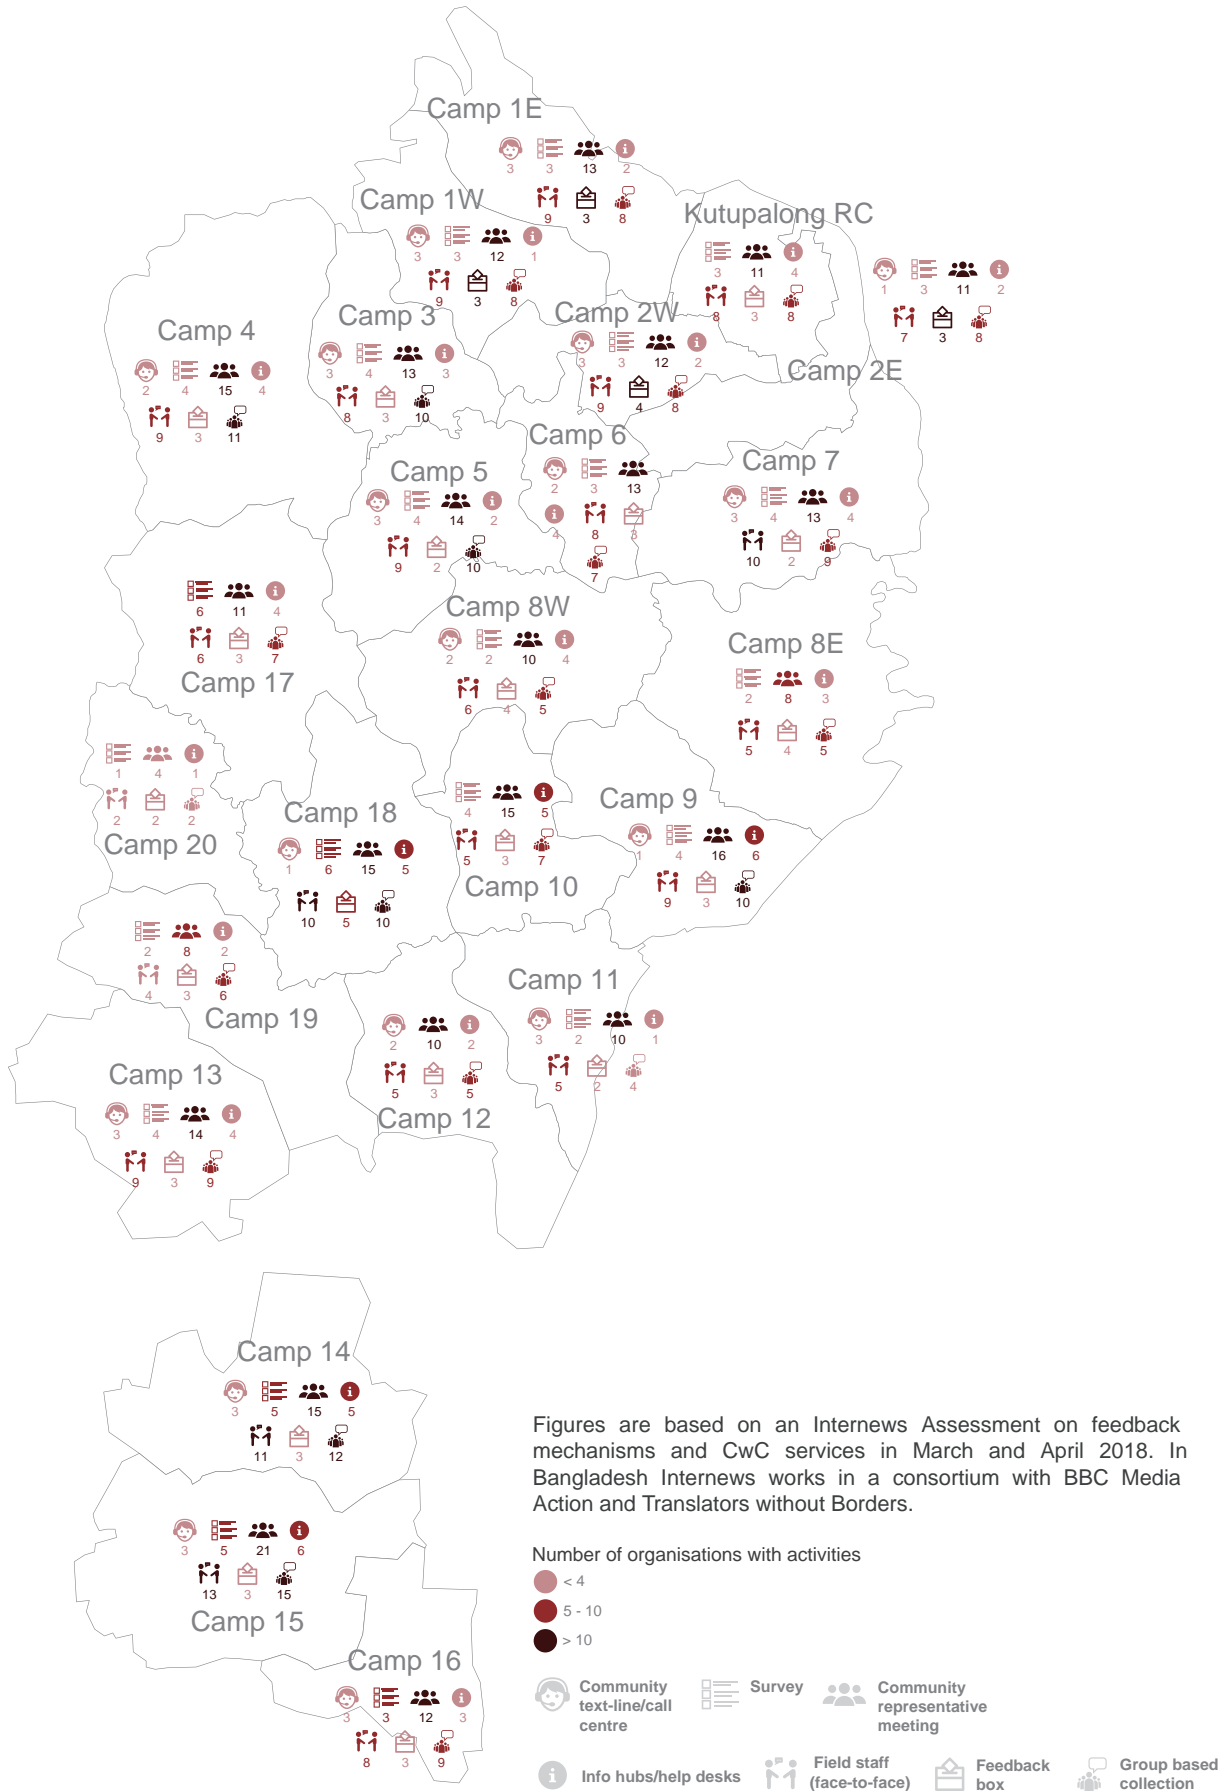 Camp 1E
3 3 13 2
9 3 8
Camp 1W
3 3 12 1
9 3 8
Kutupalong RC
3 11 4
8 3 8
1 3 11 2
7 3 8
Camp 2E
Camp 4
2 4 15 4
9 3 11
Camp 3
3 4 13 3
8 3 10
Camp 2W
3 3 12 2
9 4 8
Camp 6
2 3 13
4 8 3
7
Camp 5
3 4 14 2
9 2 10
Camp 7
3 4 13 4
10 2 9
6 11 4
6 3 7
Camp 17
Camp 8W
2 2 10 4
6 4 5
Camp 8E
2 8 3
5 4 5
1 4 1
2 2 2
Camp 20
Camp 18
1 6 15 5
10 5 10
4 15 5
5 3 7
Camp 10
Camp 9
1 4 16 6
9 3 10
2 8 2
4 3 6
Camp 19
Camp 11
3 2 10 1
5 2 4
2 10 2
5 3 5
Camp 12
Camp 13
3 4 14 4
9 3 9
Camp 14
3 5 15 5
11 3 12
3 5 21 6
13 3 15
Camp 15
Camp 16
3 3 12 3
8 3 9
Figures are based on an Internews Assessment on feedback
mechanisms and CwC services in March and April 2018. In
Bangladesh Internews works in a consortium with BBC Media
Action and Translators without Borders.
Number of organisations with activities
< 4
5 - 10
> 10
Community
text-line/call
centre
Survey
Community
representative
meeting
Info hubs/help desks
Field staff
(face-to-face)
Feedback
box
Group based
collection